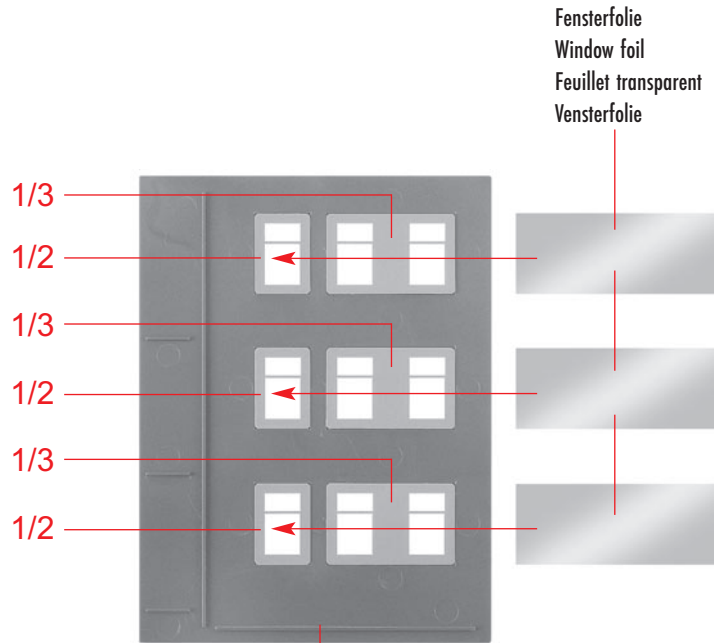 Fensterfolie
Window foil
Feuillet transparent
Vensterfolie
1/3
1/2
1/3
1/2
1/3
1/2